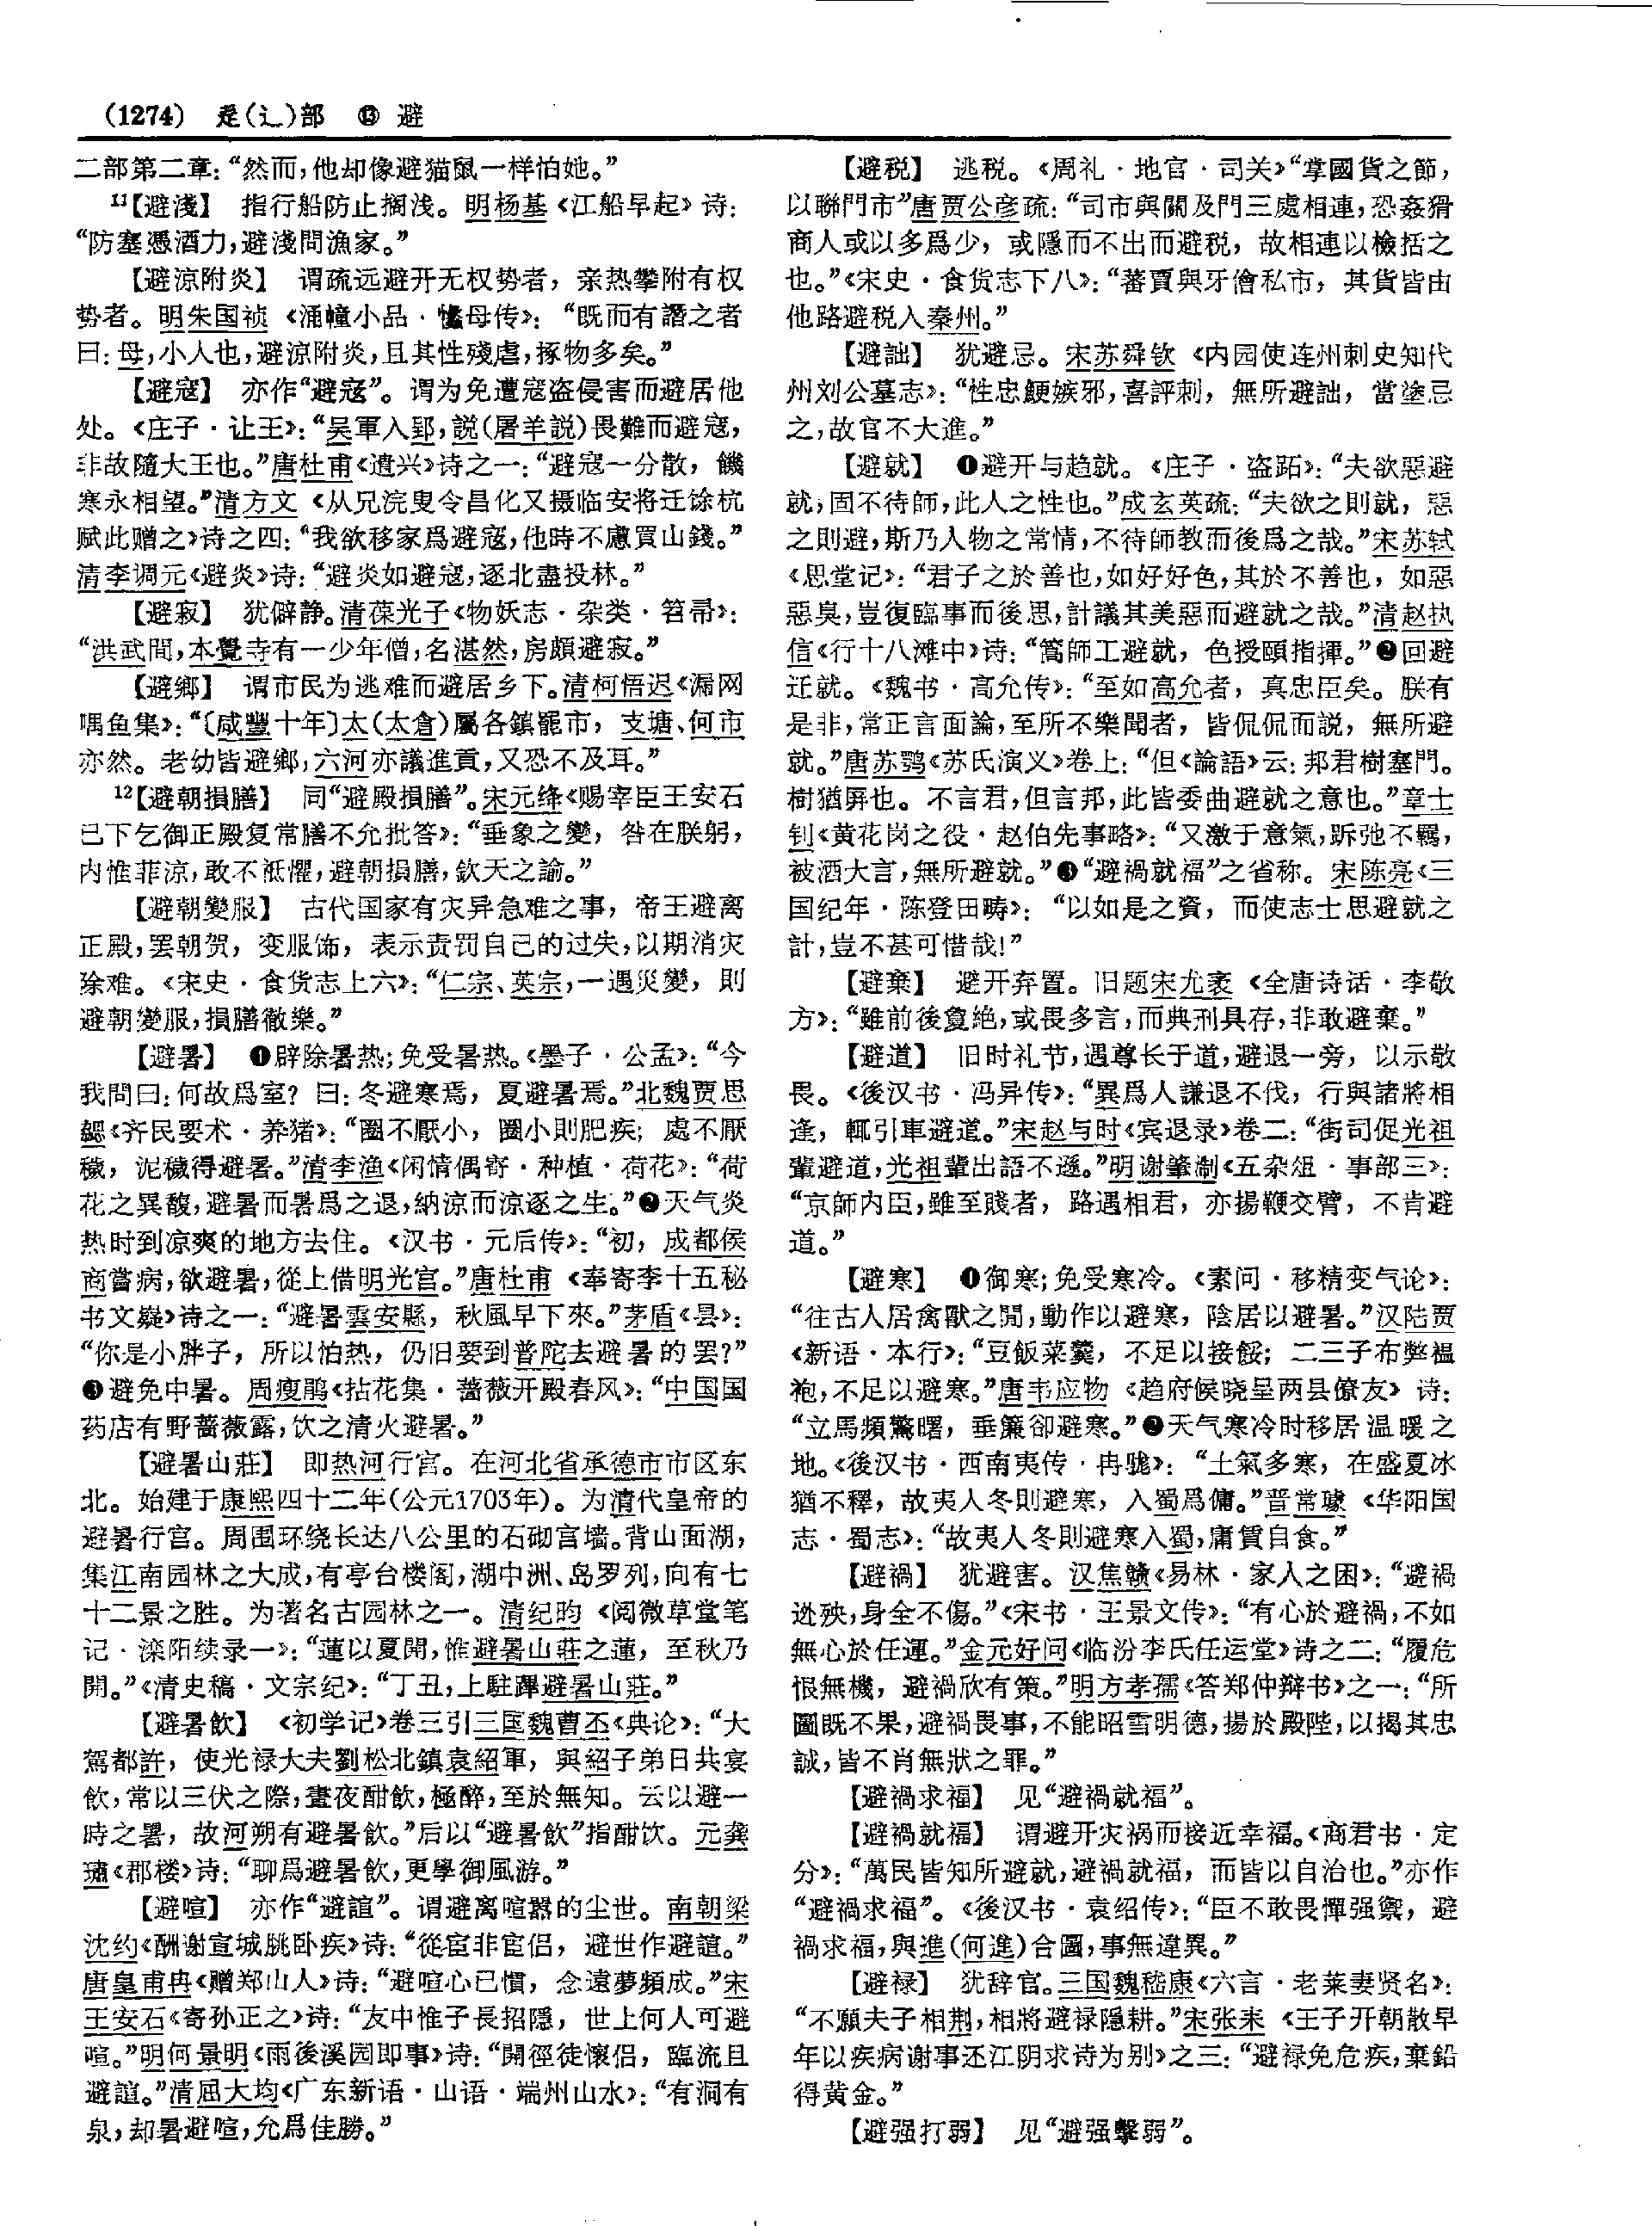 (1274) 辵(辶)部 ⓭ 避
二部第二章：“然而，他却像避猫鼠一样怕她。”
11【避淺】 指行船防止搁浅。明杨基《江船早起》诗：
“防塞憑酒力，避淺問漁家。”
【避凉附炎】 谓疏远避开无权势者，亲热攀附有权
势者。明朱国祯《涌幢小品·母传》：“既而有譖之者
曰：母，小人也，避涼附炎，且其性殘虐，掾物多矣。”
【避寇】 亦作“避寇”。谓为免遭寇盗侵害而避居他
处。《庄子·让王》：“吴軍入郢，説(屠羊説)畏難而避寇，
非故隨大王也。”唐杜甫《遣兴》诗之一：“避寇一分散，饑
寒永相望。”清方文《从兄浣叟令昌化又摄临安将迁馀杭
赋此赠之》诗之四：“我欲移家爲避寇，他時不慮買山錢。”
清李调元《避炎》诗：“避炎如避寇，逐北盡投林。”
【避寂】 犹僻静。清葆光子《物妖志·杂类·笤帚》：
“洪武間，本覺寺有一少年僧，名湛然，房頗避寂。”
【避鄉】 谓市民为逃难而避居乡下。清柯悟迟《漏网
喁鱼集》：“〔咸豐十年〕太(太倉)屬各鎮罷市，支塘、何市
亦然。老幼皆避鄉，六河亦議進貢，又恐不及耳。”
12【避朝損膳】 同“避殿損膳”。宋元绛《赐宰臣王安石
已下乞御正殿复常膳不允批答》：“垂象之變，咎在朕躬，
内惟菲凉，敢不祗懼，避朝損膳，欽天之諭。”
【避朝變服】 古代国家有灾异急难之事，帝王避离
正殿，罢朝贺，变服饰，表示责罚自己的过失，以期消灾
除难。《宋史·食货志上六》：“仁宗、英宗，一遇災變，則
避朝變服，損膳徹樂。”
【避暑】 ❶辟除暑热；免受暑热。《墨子·公孟》：“今
我問曰：何故爲室？曰：冬避寒焉，夏避暑焉。”北魏贾思
勰《齐民要术·养猪》：“圈不厭小，圈小則肥疾；處不厭
穢，泥穢得避暑。”清李渔《闲情偶寄·种植·荷花》：“荷
花之異馥，避暑而暑爲之退，納涼而涼逐之生。”❷天气炎
热时到凉爽的地方去住。《汉书·元后传》：“初，成都侯
商嘗病，欲避暑，從上借明光宫。”唐杜甫《奉寄李十五秘
书文嶷》诗之一：“避暑雲安縣，秋風早下來。”茅盾《昙》：
“你是小胖子，所以怕热，仍旧要到普陀去避暑的罢？”
❸避免中暑。周瘦鹃《拈花集·蔷薇开殿春风》：“中国国
药店有野蔷薇露，饮之清火避暑。”
【避暑山莊】 即热河行宫。在河北省承德市市区东
北。始建于康熙四十二年(公元1703年)。为清代皇帝的
避暑行宫。周围环绕长达八公里的石砌宫墙。背山面湖，
集江南园林之大成，有亭台楼阁，湖中洲、岛罗列，向有七
十二景之胜。为著名古园林之一。清纪昀《阅微草堂笔
记·滦阳续录一》：“蓮以夏開，惟避暑山莊之蓮，至秋乃
開。”《清史稿·文宗纪》：“丁丑，上駐蹕避暑山莊。”
【避暑飲】 《初学记》卷三引三国魏曹丕《典论》：“大
駕都許，使光禄大夫劉松北鎮袁紹軍，與紹子弟日共宴
飲，常以三伏之際，晝夜酣飲，極醉，至於無知。云以避一
時之暑，故河朔有避暑飲。”后以“避暑飲”指酣饮。元龚
璛《郡楼》诗：“聊爲避暑飲，更學御風游。”
【避喧】 亦作“避諠”。谓避离喧嚣的尘世。南朝梁
沈约《酬谢宣城朓卧疾》诗：“從宦非宦侣，避世作避諠。”
唐皇甫冉《赠郑山人》诗：“避喧心已慣，念遠夢頻成。”宋
王安石《寄孙正之》诗：“友中惟子長招隱，世上何人可避
喧。”明何景明《雨後溪园即事》诗：“開徑徒懷侣，臨流且
避諠。”清屈大均《广东新语·山语·端州山水》：“有洞有
泉，却暑避喧，允爲佳勝。”
【避税】 逃税。《周礼·地官·司关》“掌國貨之節，
以聯門市”唐贾公彦疏：“司市與關及門三處相連，恐姦猾
商人或以多爲少，或隱而不出而避税，故相連以檢括之
也。”《宋史·食货志下八》：“蕃賈與牙儈私市，其貨皆由
他路避税入秦州。”
【避詘】 犹避忌。宋苏舜钦《内园使连州刺史知代
州刘公墓志》：“性忠鯁嫉邪，喜評刺，無所避詘，當塗忌
之，故官不大進。”
【避就】 ❶避开与趋就。《庄子·盗跖》：“夫欲惡避
就，固不待師，此人之性也。”成玄英疏：“夫欲之則就，惡
之則避，斯乃人物之常情，不待師教而後爲之哉。”宋苏轼
《思堂记》：“君子之於善也，如好好色，其於不善也，如惡
惡臭，豈復臨事而後思，計議其美惡而避就之哉。”清赵执
信《行十八滩中》诗：“篙師工避就，色授頤指揮。”❷回避
迁就。《魏书·高允传》：“至如高允者，真忠臣矣。朕有
是非，常正言面論，至所不樂聞者，皆侃侃而説，無所避
就。”唐苏鹗《苏氏演义》卷上：“但《論語》云：邦君樹塞門。
樹猶屏也。不言君，但言邦，此皆委曲避就之意也。”章士
钊《黄花岗之役·赵伯先事略》：“又激于意氣，跅弛不羈，
被酒大言，無所避就。”❸“避禍就福”之省称。宋陈亮《三
国纪年·陈登田畴》：“以如是之資，而使志士思避就之
計，豈不甚可惜哉！”
【避棄】 避开弃置。旧题宋尤袤《全唐诗话·李敬
方》：“雖前後敻絶，或畏多言，而典刑具存，非敢避棄。”
【避道】 旧时礼节，遇尊长于道，避退一旁，以示敬
畏。《後汉书·冯异传》：“異爲人謙退不伐，行與諸將相
逢，輒引車避道。”宋赵与时《宾退录》卷二：“街司促光祖
輩避道，光祖輩出語不遜。”明谢肇淛《五杂俎·事部三》：
“京師内臣，雖至賤者，路遇相君，亦揚鞭交臂，不肯避
道。”
【避寒】 ❶御寒；免受寒冷。《素问·移精变气论》：
“往古人居禽獸之間，動作以避寒，陰居以避暑。”汉陆贾
《新语·本行》：“豆飯菜羹，不足以接餒；二三子布弊緼
袍，不足以避寒。”唐韦应物《趋府候晓呈两县僚友》诗：
“立馬頻驚曙，垂簾卻避寒。”❷天气寒冷时移居温暖之
地。《後汉书·西南夷传·冉駹》：“土氣多寒，在盛夏冰
猶不釋，故夷人冬則避寒，入蜀爲傭。”晋常璩《华阳国
志·蜀志》：“故夷人冬則避寒入蜀，庸賃自食。”
【避禍】 犹避害。汉焦赣《易林·家人之困》：“避禍
逃殃，身全不傷。”《宋书·王景文传》：“有心於避禍，不如
無心於任運。”金元好问《临汾李氏任运堂》诗之二：“履危
恨無機，避禍欣有策。”明方孝孺《答郑仲辩书》之一：“所
圖既不果，避禍畏事，不能昭雪明德，揚於殿陛，以揭其忠
誠，皆不肖無狀之罪。”
【避禍求福】 见“避禍就福”。
【避禍就福】 谓避开灾祸而接近幸福。《商君书·定
分》：“萬民皆知所避就，避禍就福，而皆以自治也。”亦作
“避禍求福”。《後汉书·袁绍传》：“臣不敢畏憚强禦，避
禍求福，與進(何進)合圖，事無違異。”
【避禄】 犹辞官。三国魏嵇康《六言·老莱妻贤名》：
“不願夫子相荆，相將避禄隱耕。”宋张耒《王子开朝散早
年以疾病谢事还江阴求诗为别》之三：“避禄免危疾，棄鉛
得黄金。”
【避强打弱】 见“避强擊弱”。